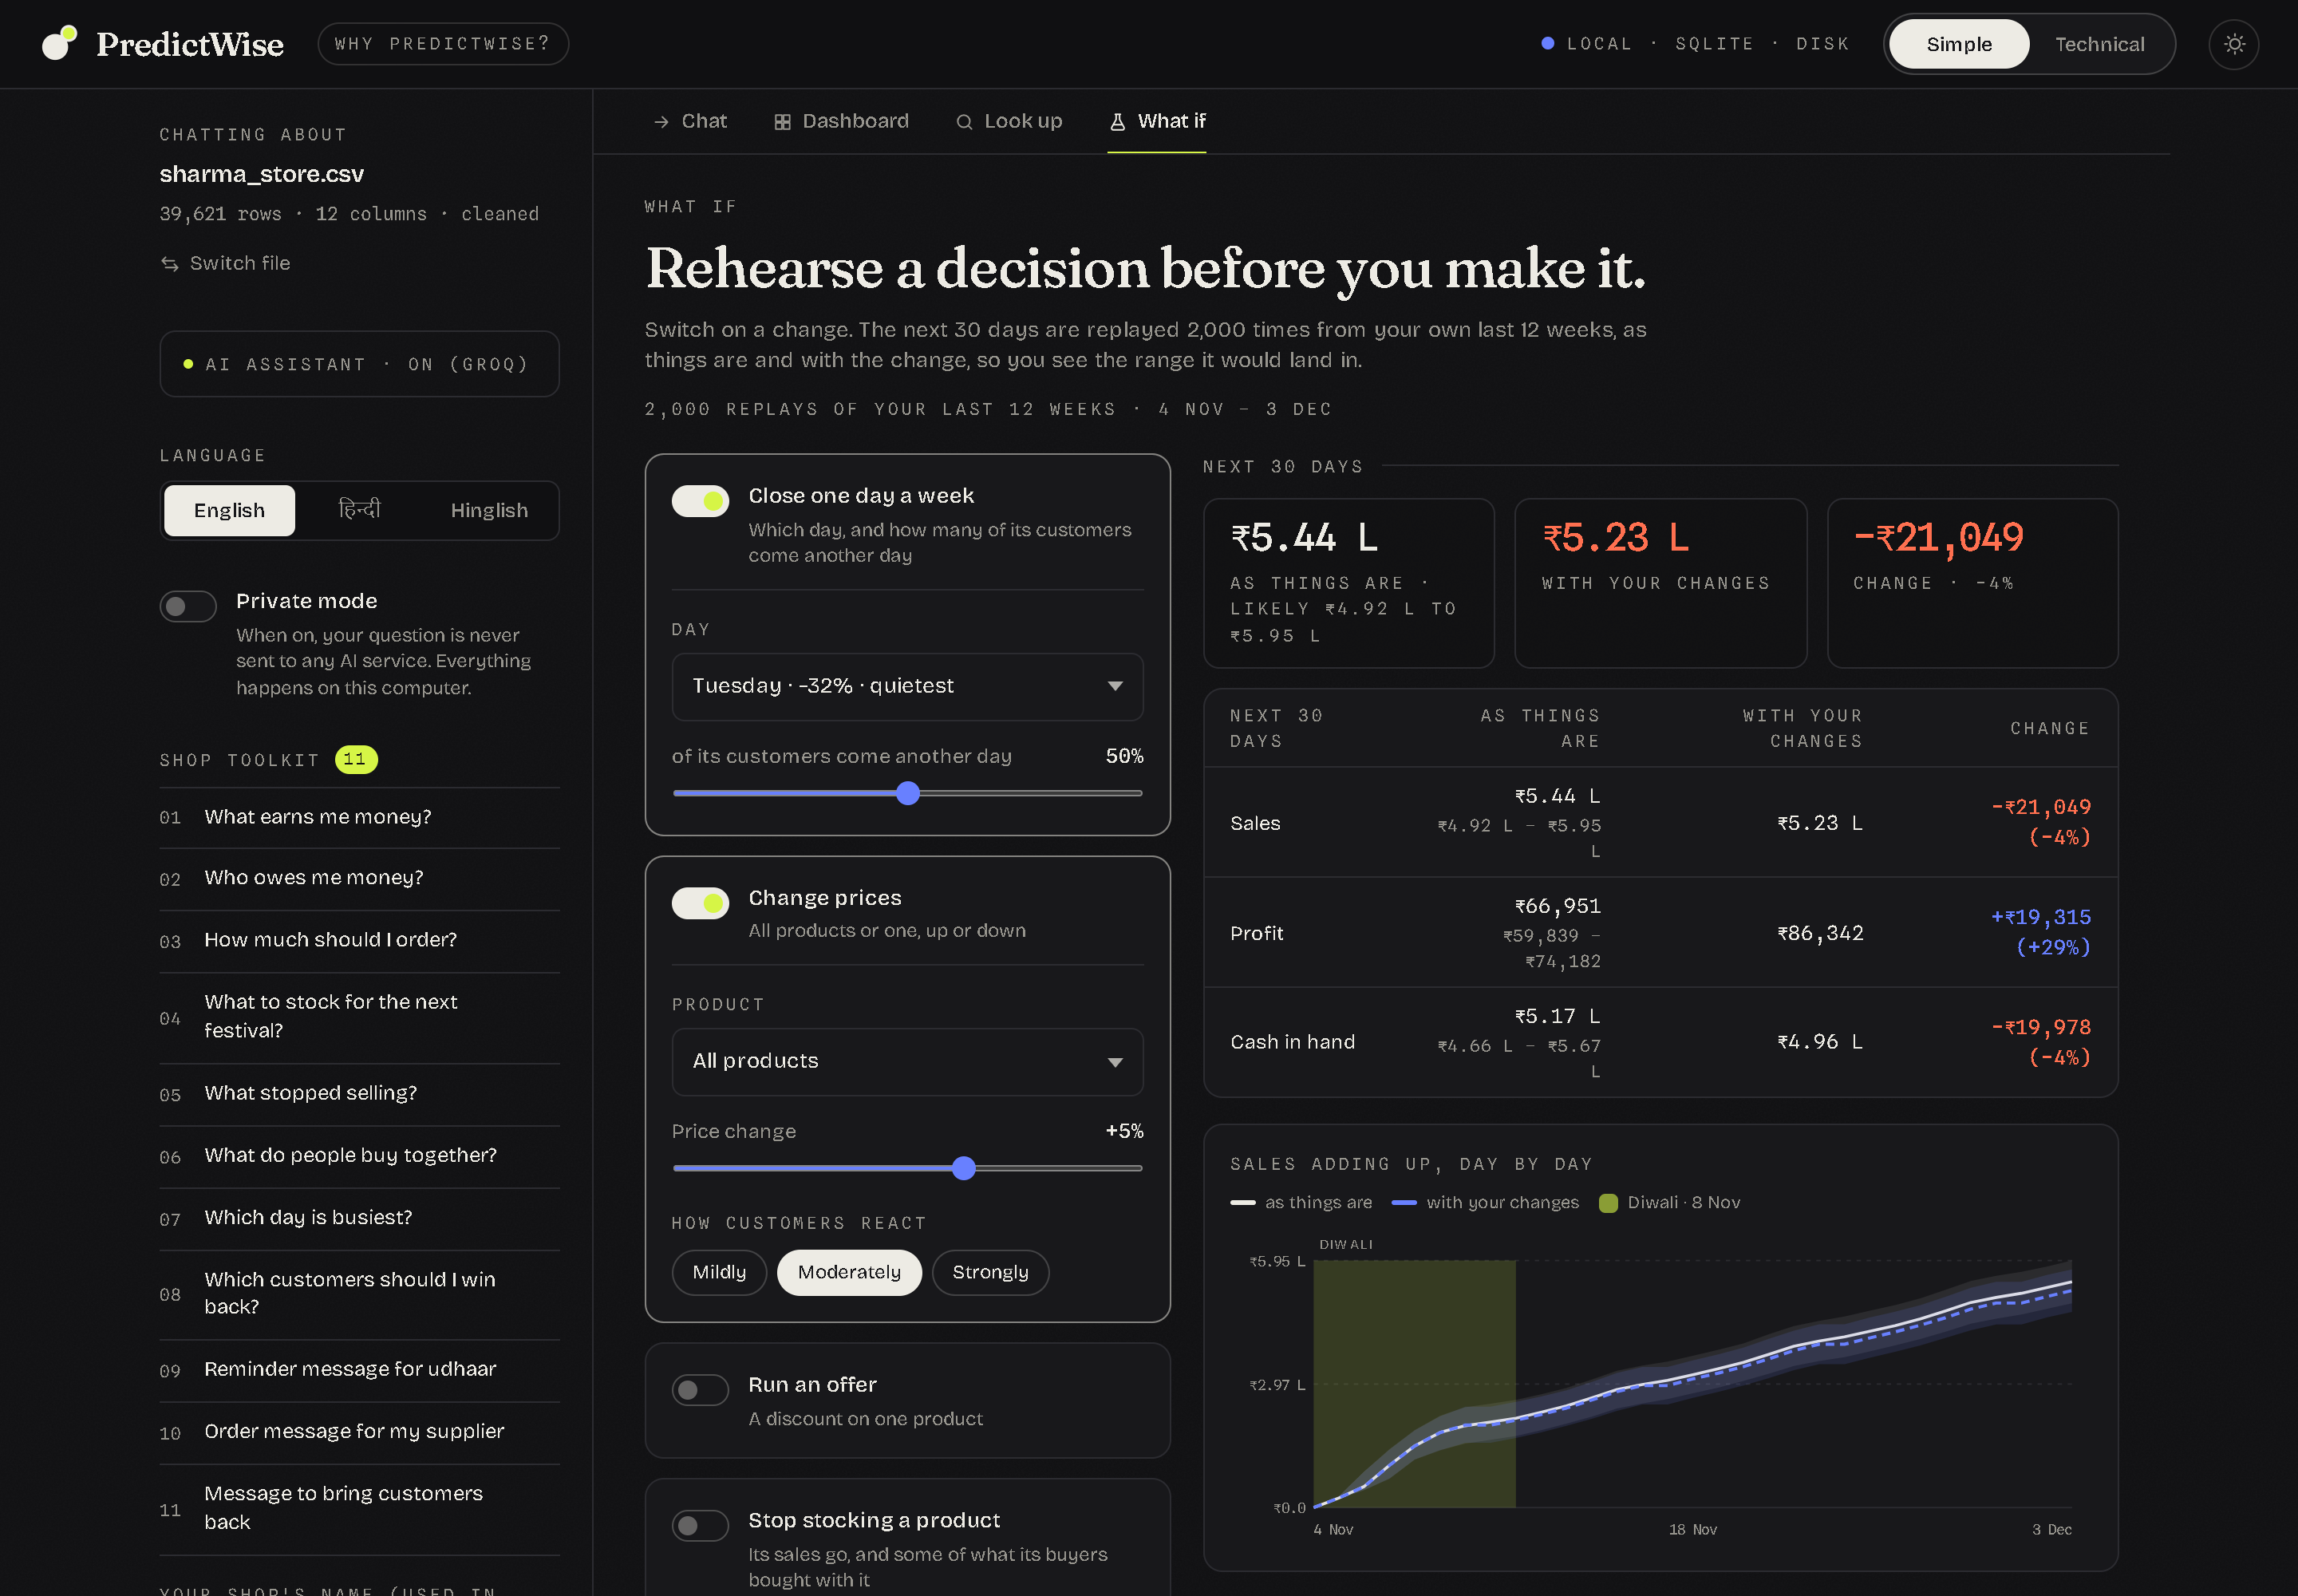 PredictWise
WHY PREDICTWISE?
LOCAL · SQLITE · DISK
Simple
Technical
CHATTING ABOUT
sharma_store.csv
39,621 rows · 12 columns · cleaned
Switch file
AI ASSISTANT · ON (GROQ)
LANGUAGE
English
हिन्दी
Hinglish
Private mode
When on, your question is never
sent to any AI service. Everything
happens on this computer.
SHOP TOOLKIT 11
01 What earns me money?
02 Who owes me money?
03 How much should I order?
04 What to stock for the next
festival?
05 What stopped selling?
06 What do people buy together?
07 Which day is busiest?
08 Which customers should I win
back?
09 Reminder message for udhaar
10 Order message for my supplier
11 Message to bring customers
back
YOUR SHOP'S NAME (USED IN
Chat
Dashboard
Look up
What if
WHAT IF
Rehearse a decision before you make it.
Switch on a change. The next 30 days are replayed 2,000 times from your own last 12 weeks, as
things are and with the change, so you see the range it would land in.
2,000 REPLAYS OF YOUR LAST 12 WEEKS · 4 NOV – 3 DEC
Close one day a week
Which day, and how many of its customers
come another day
DAY
Tuesday · -32% · quietest
of its customers come another day 50%
Change prices
All products or one, up or down
PRODUCT
All products
Price change +5%
HOW CUSTOMERS REACT
Mildly
Moderately
Strongly
Run an offer
A discount on one product
Stop stocking a product
Its sales go, and some of what its buyers
bought with it
NEXT 30 DAYS
₹5.44 L
AS THINGS ARE ·
LIKELY ₹4.92 L TO
₹5.95 L
₹5.23 L
WITH YOUR CHANGES
−₹21,049
CHANGE · -4%
NEXT 30
DAYS
AS THINGS
ARE
WITH YOUR
CHANGES
CHANGE
Sales
₹5.44 L
₹4.92 L – ₹5.95
L
₹5.23 L
−₹21,049
(-4%)
Profit
₹66,951
₹59,839 –
₹74,182
₹86,342
+₹19,315
(+29%)
Cash in hand
₹5.17 L
₹4.66 L – ₹5.67
L
₹4.96 L
−₹19,978
(-4%)
SALES ADDING UP, DAY BY DAY
as things are
with your changes
Diwali · 8 Nov
DIWALI
₹5.95 L
₹2.97 L
₹0.0
4 Nov
18 Nov
3 Dec